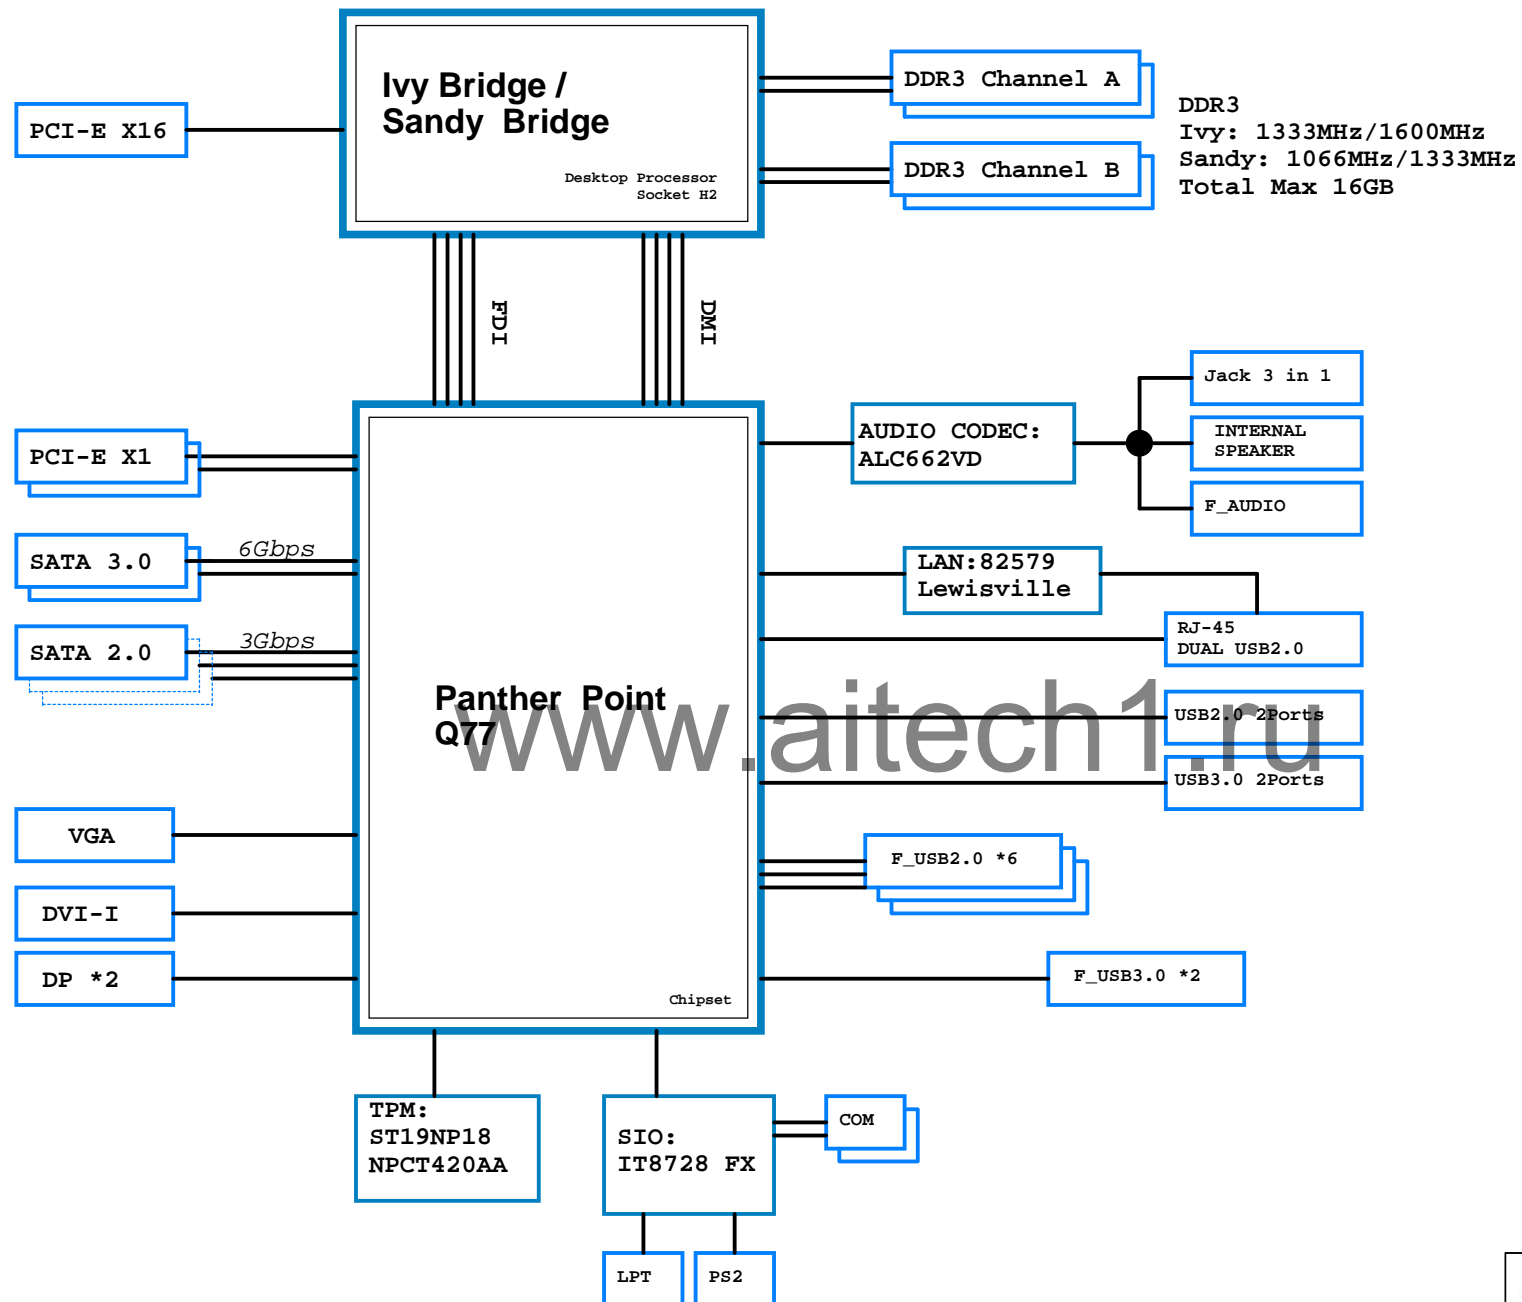 Ivy Bridge /
Sandy Bridge
Desktop Processor
Socket H2
PCI-E X16
DDR3 Channel A
DDR3 Channel B
DDR3
Ivy: 1333MHz/1600MHz
Sandy: 1066MHz/1333MHz
Total Max 16GB
FDI
DMI
PCI-E X1
SATA 3.0
6Gbps
SATA 2.0
3Gbps
VGA
DVI-I
DP *2
Panther Point
Q77
Chipset
www.aitech1.ru
AUDIO CODEC:
ALC662VD
Jack 3 in 1
INTERNAL
SPEAKER
F_AUDIO
LAN:82579
Lewisville
RJ-45
DUAL USB2.0
USB2.0 2Ports
USB3.0 2Ports
F_USB2.0 *6
F_USB3.0 *2
TPM:
ST19NP18
NPCT420AA
SIO:
IT8728 FX
COM
LPT
PS2